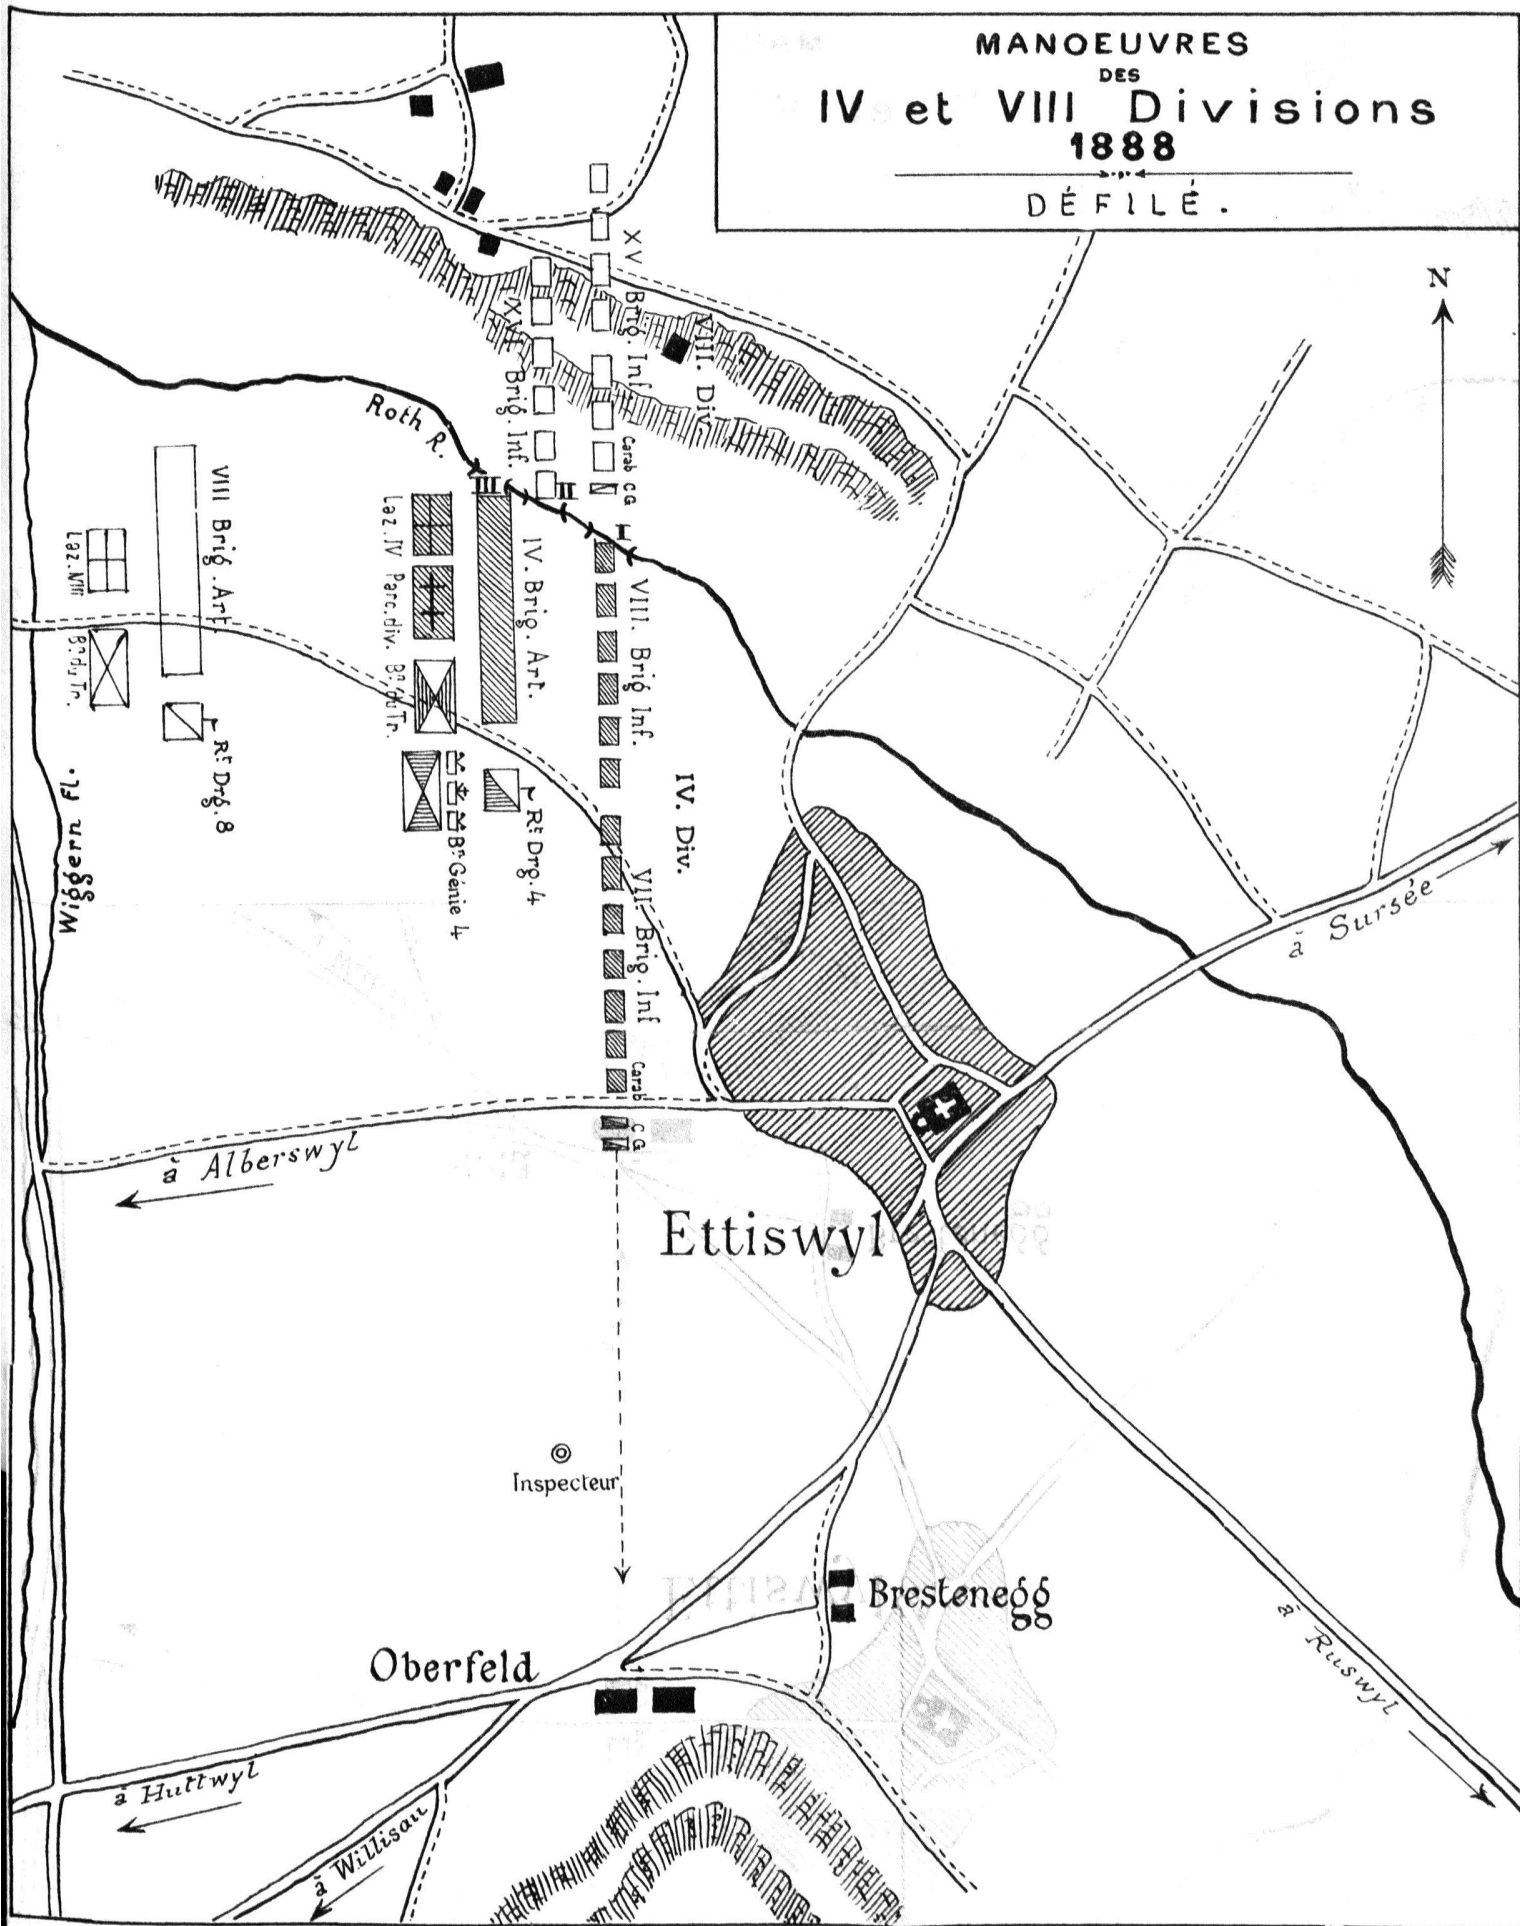 MANOEUVRES
DES
IV et VIII Divisions
1888
DÉFILÉ.
N
XV Brig. Inf.
Carab
C G
XVI. Brig. Inf.
VIII. Div.
Roth R.
III
II
I
VIII Brig. Art.
Laz. VIII
Bn. du Tr.
Rt. Drg. 8
Laz. IV
Parc. div.
Bn. du Tr.
IV. Brig. Art.
Rt. Drg. 4
Bn. Génie 4
VIII. Brig Inf.
IV. Div.
VII. Brig. Inf
Carab
C G
Wiggern Fl.
à Sursée
à Alberswyl
Ettiswyl
Inspecteur
Brestenegg
Oberfeld
à Ruswyl
à Huttwyl
à Willisau